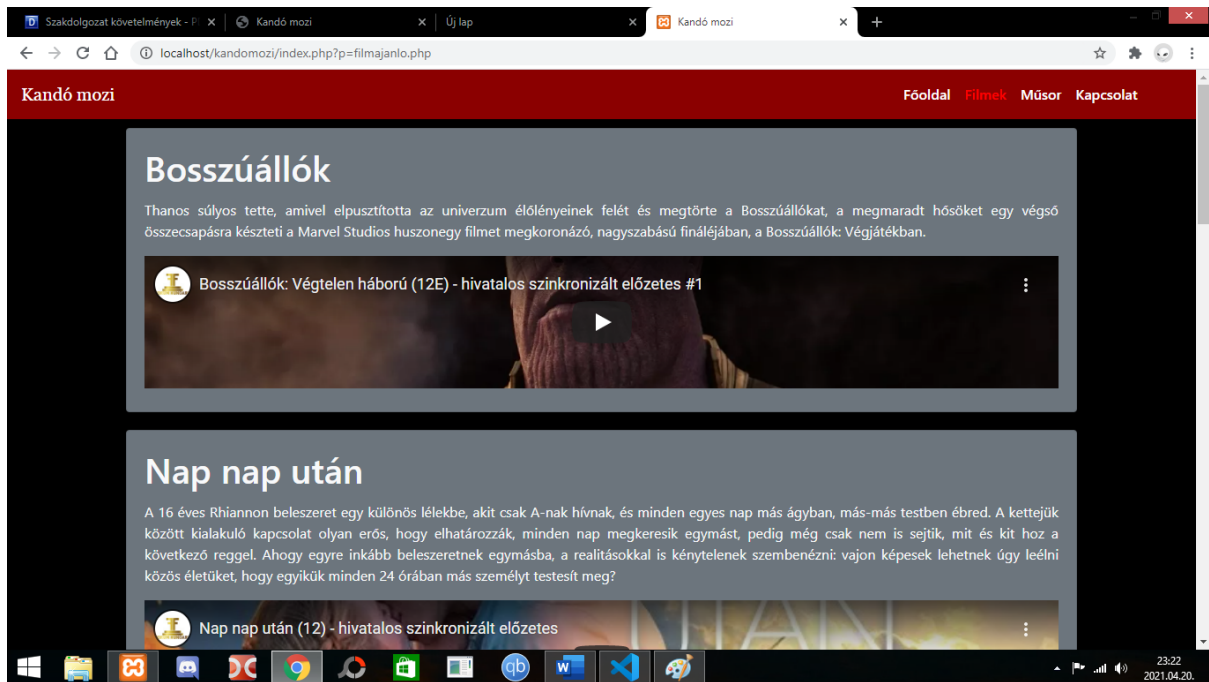 Szakdolgozat követelmények - P
Kandó mozi
Új lap
Kandó mozi
localhost/kandomozi/index.php?p=filmajanlo.php
Kandó mozi
Főoldal Filmek Műsor Kapcsolat
Bosszúállók
Thanos súlyos tette, amivel elpusztította az univerzum élőlényeinek felét és megtörte a Bosszúállókat, a megmaradt hősöket egy végső
összecsapásra készteti a Marvel Studios huszonegy filmet megkoronázó, nagyszabású fináléjában, a Bosszúállók: Végjátékban.
Bosszúállók: Végtelen háború (12E) - hivatalos szinkronizált előzetes #1
Nap nap után
A 16 éves Rhiannon beleszeret egy különös lélekbe, akit csak A-nak hívnak, és minden egyes nap más ágyban, más-más testben ébred. A kettejük
között kialakuló kapcsolat olyan erős, hogy elhatározzák, minden nap megkeresik egymást, pedig még csak nem is sejtik, mit és kit hoz a
következő reggel. Ahogy egyre inkább beleszeretnek egymásba, a realitásokkal is kénytelenek szembenézni: vajon képesek lehetnek úgy leélni
közös életüket, hogy egyikük minden 24 órában más személyt testesít meg?
Nap nap után (12) - hivatalos szinkronizált előzetes
UTÁN
qb
W
23:22
2021.04.20.